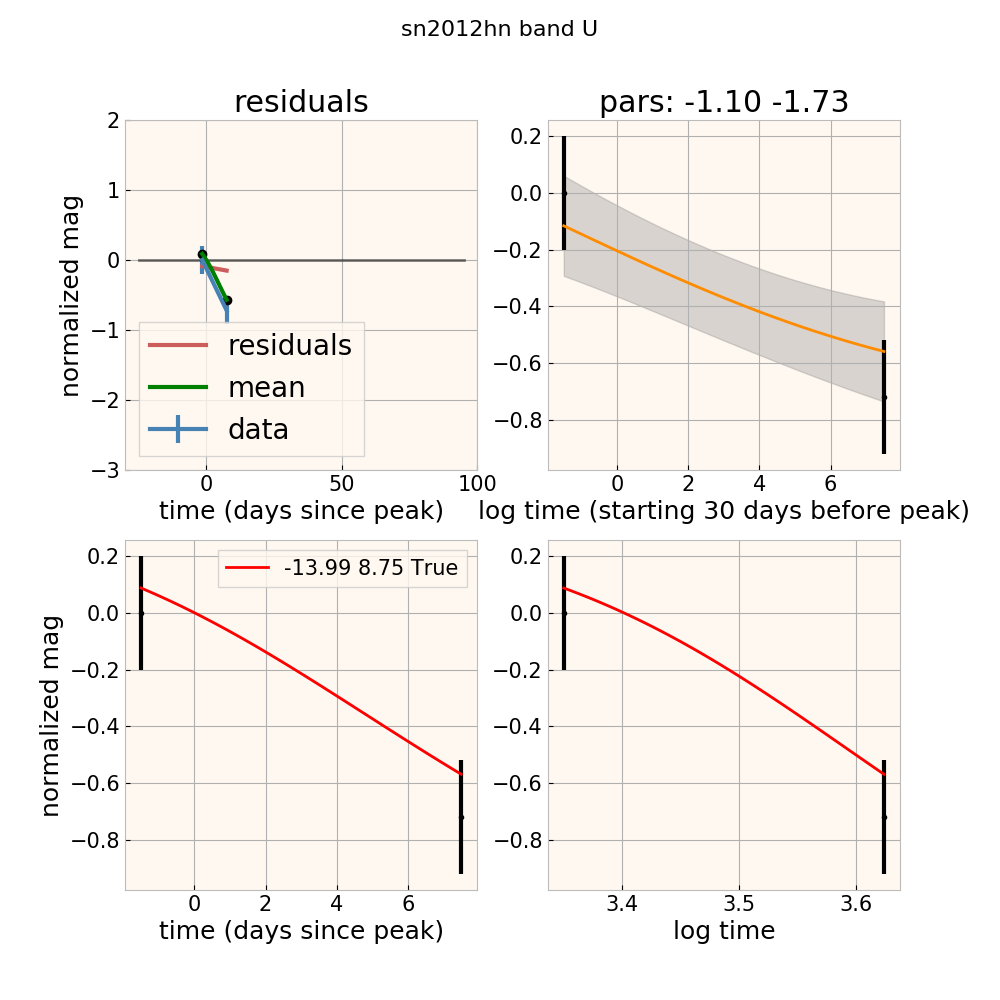 sn2012hn band U
residuals
pars: -1.10 -1.73
normalized mag
2
1
0
−1
−2
−3
residuals
mean
data
0
50
100
time (days since peak)
0.2
0.0
−0.2
−0.4
−0.6
−0.8
0
2
4
6
log time (starting 30 days before peak)
normalized mag
0.2
0.0
−0.2
−0.4
−0.6
−0.8
-13.99 8.75 True
0
2
4
6
time (days since peak)
0.2
0.0
−0.2
−0.4
−0.6
−0.8
3.4
3.5
3.6
log time